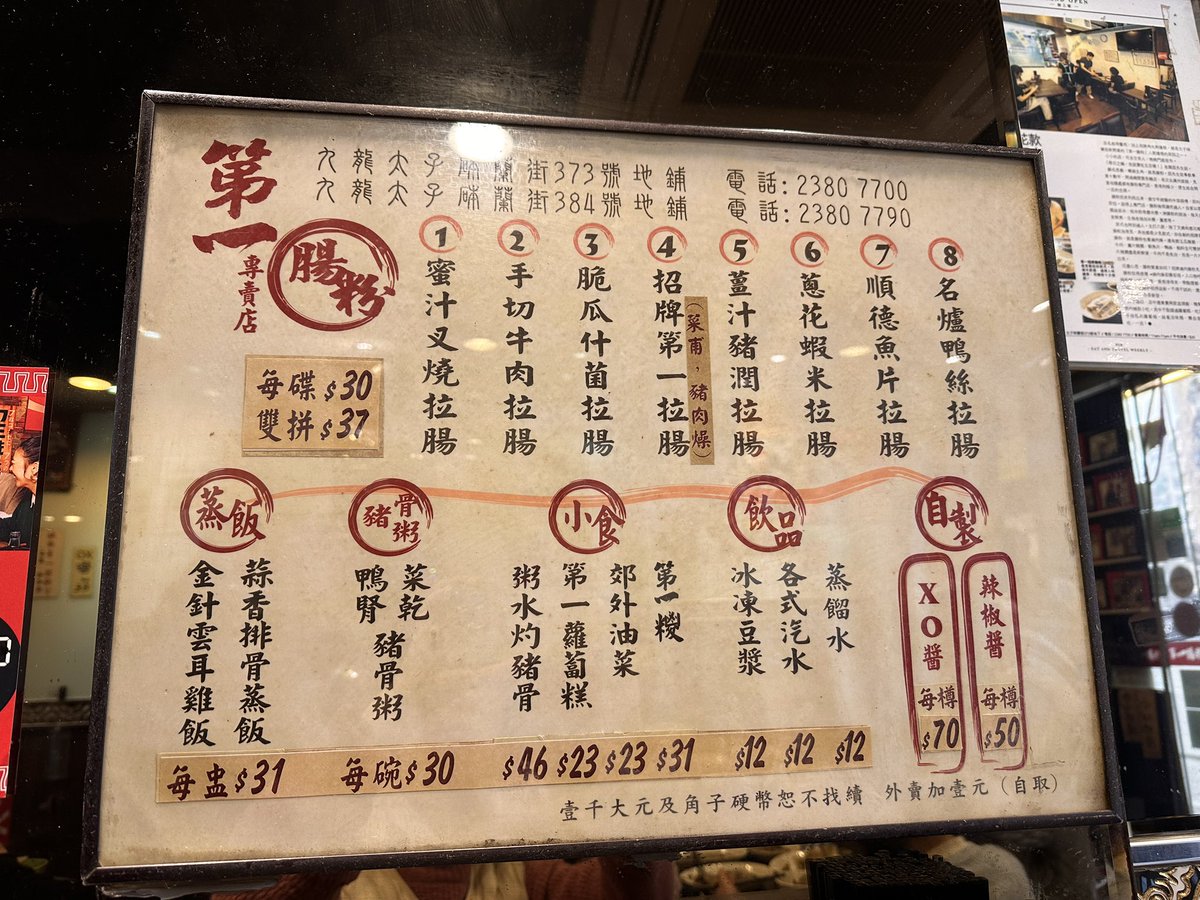 第一
腸粉
專賣店
九龍太子砵蘭街373號地鋪 電話: 2380 7700
九龍太子砵蘭街384號地鋪 電話: 2380 7790
每碟 $30
雙拼 $37
1 蜜汁叉燒拉腸
2 手切牛肉拉腸
3 脆瓜什菌拉腸
4 招牌第一拉腸
(菜甫，豬肉燥)
5 薑汁豬潤拉腸
6 蔥花蝦米拉腸
7 順德魚片拉腸
8 名爐鴨絲拉腸
蒸飯
金針雲耳雞飯
蒜香排骨蒸飯
每盅 $31
豬骨粥
鴨腎
菜乾
豬骨粥
每碗 $30
小食
粥水灼豬骨 $46
第一蘿蔔糕 $23
郊外油菜 $23
第一糉 $31
飲品
冰凍豆漿 $12
各式汽水 $12
蒸餾水 $12
自製
XO醬 每樽 $70
辣椒醬 每樽 $50
壹千大元及角子硬幣恕不找續 外賣加壹元（自取）